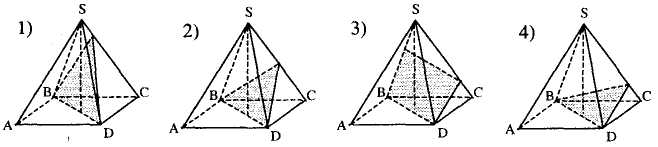 1) S B C A D
2) S B C A D
3) S B C A D
4) S B C A D